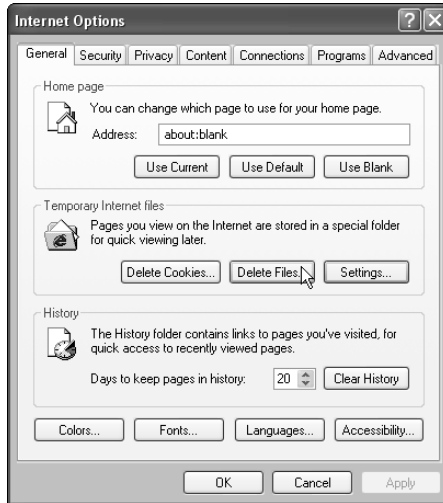 Internet Options
General Security Privacy Content Connections Programs Advanced
Home page
You can change which page to use for your home page.
Address: about:blank
Use Current Use Default Use Blank
Temporary Internet files
Pages you view on the Internet are stored in a special folder
for quick viewing later.
Delete Cookies... Delete Files... Settings...
History
The History folder contains links to pages you've visited, for
quick access to recently viewed pages.
Days to keep pages in history: 20 Clear History
Colors... Fonts... Languages... Accessibility...
OK Cancel Apply